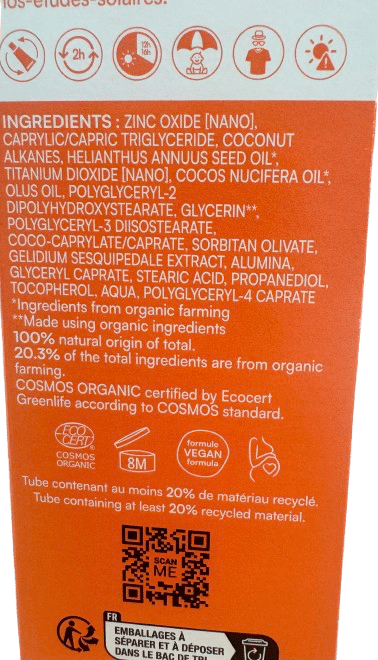 nos-études-solaires.
2h
12h
16h
INGREDIENTS : ZINC OXIDE [NANO],
CAPRYLIC/CAPRIC TRIGLYCERIDE, COCONUT
ALKANES, HELIANTHUS ANNUUS SEED OIL*,
TITANIUM DIOXIDE [NANO], COCOS NUCIFERA OIL*,
OLUS OIL, POLYGLYCERYL-2
DIPOLYHYDROXYSTEARATE, GLYCERIN**,
POLYGLYCERYL-3 DIISOSTEARATE,
COCO-CAPRYLATE/CAPRATE, SORBITAN OLIVATE,
GELIDIUM SESQUIPEDALE EXTRACT, ALUMINA,
GLYCERYL CAPRATE, STEARIC ACID, PROPANEDIOL,
TOCOPHEROL, AQUA, POLYGLYCERYL-4 CAPRATE
*Ingredients from organic farming
**Made using organic ingredients
100% natural origin of total.
20.3% of the total ingredients are from organic
farming.
COSMOS ORGANIC certified by Ecocert
Greenlife according to COSMOS standard.
ECO
CERT
COSMOS
ORGANIC
8M
formule
VEGAN
formula
Tube contenant au moins 20% de matériau recyclé.
Tube containing at least 20% recycled material.
SCAN
ME
FR
EMBALLAGES À
SÉPARER ET À DÉPOSER
DANS LE BAC DE TRI